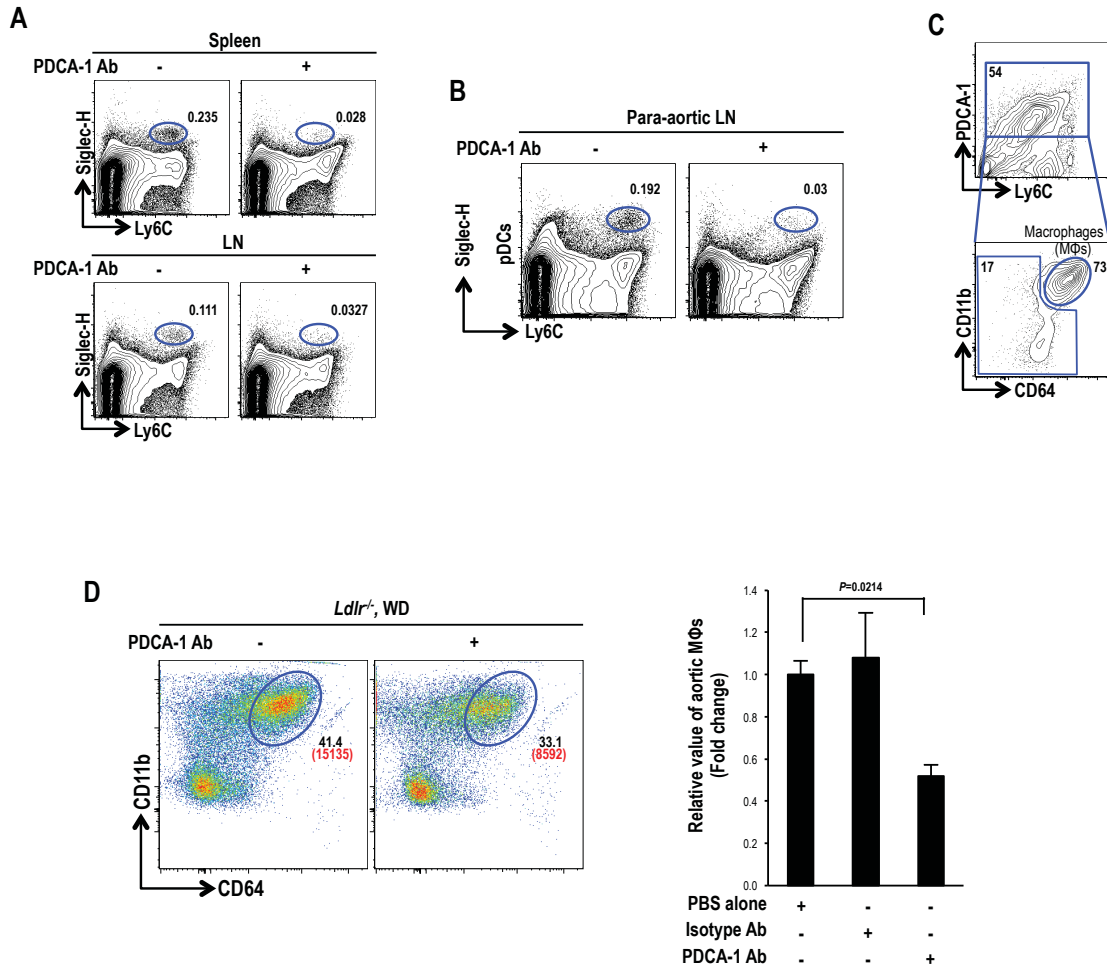 A
Spleen
PDCA-1 Ab - +
Siglec-H
0.235
0.028
Ly6C
LN
PDCA-1 Ab - +
Siglec-H
0.111
0.0327
Ly6C
B
Para-aortic LN
PDCA-1 Ab - +
Siglec-H
pDCs
0.192
0.03
Ly6C
C
54
PDCA-1
Ly6C
Macrophages
(MΦs)
17
73
CD11b
CD64
D
Ldlr-/-, WD
PDCA-1 Ab - +
CD11b
41.4
(15135)
33.1
(8592)
CD64
Relative value of aortic MΦs
(Fold change)
1.4
1.2
1.0
0.8
0.6
0.4
0.2
0.0
P=0.0214
PBS alone + - -
Isotype Ab - + -
PDCA-1 Ab - - +